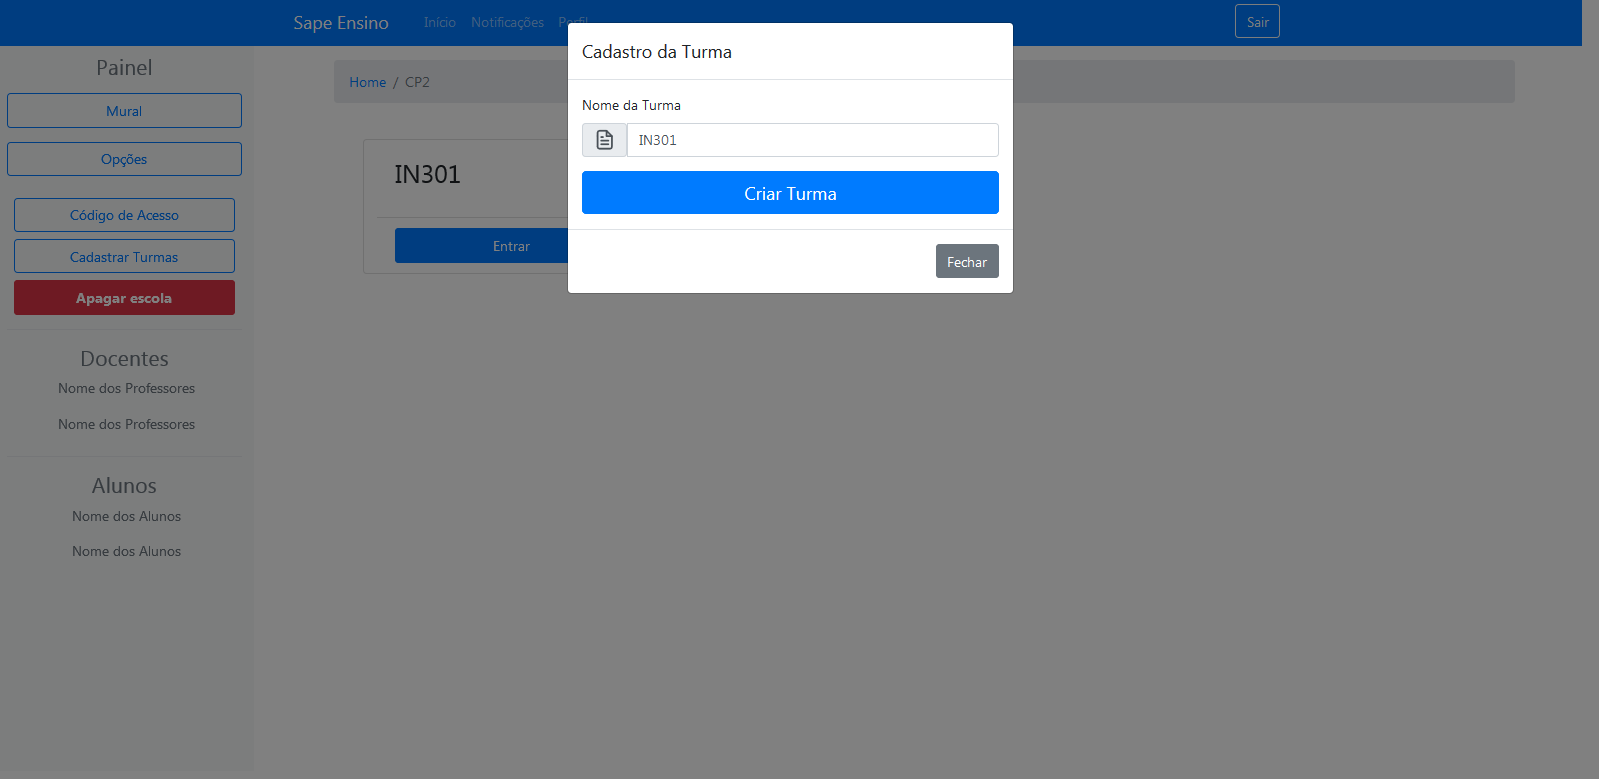 Sape Ensino Início Notificações Perfil Sair
Cadastro da Turma
Painel
Home / CP2
Nome da Turma
Mural
IN301
Opções
IN301
Criar Turma
Código de Acesso
Entrar
Cadastrar Turmas
Fechar
Apagar escola
Docentes
Nome dos Professores
Nome dos Professores
Alunos
Nome dos Alunos
Nome dos Alunos